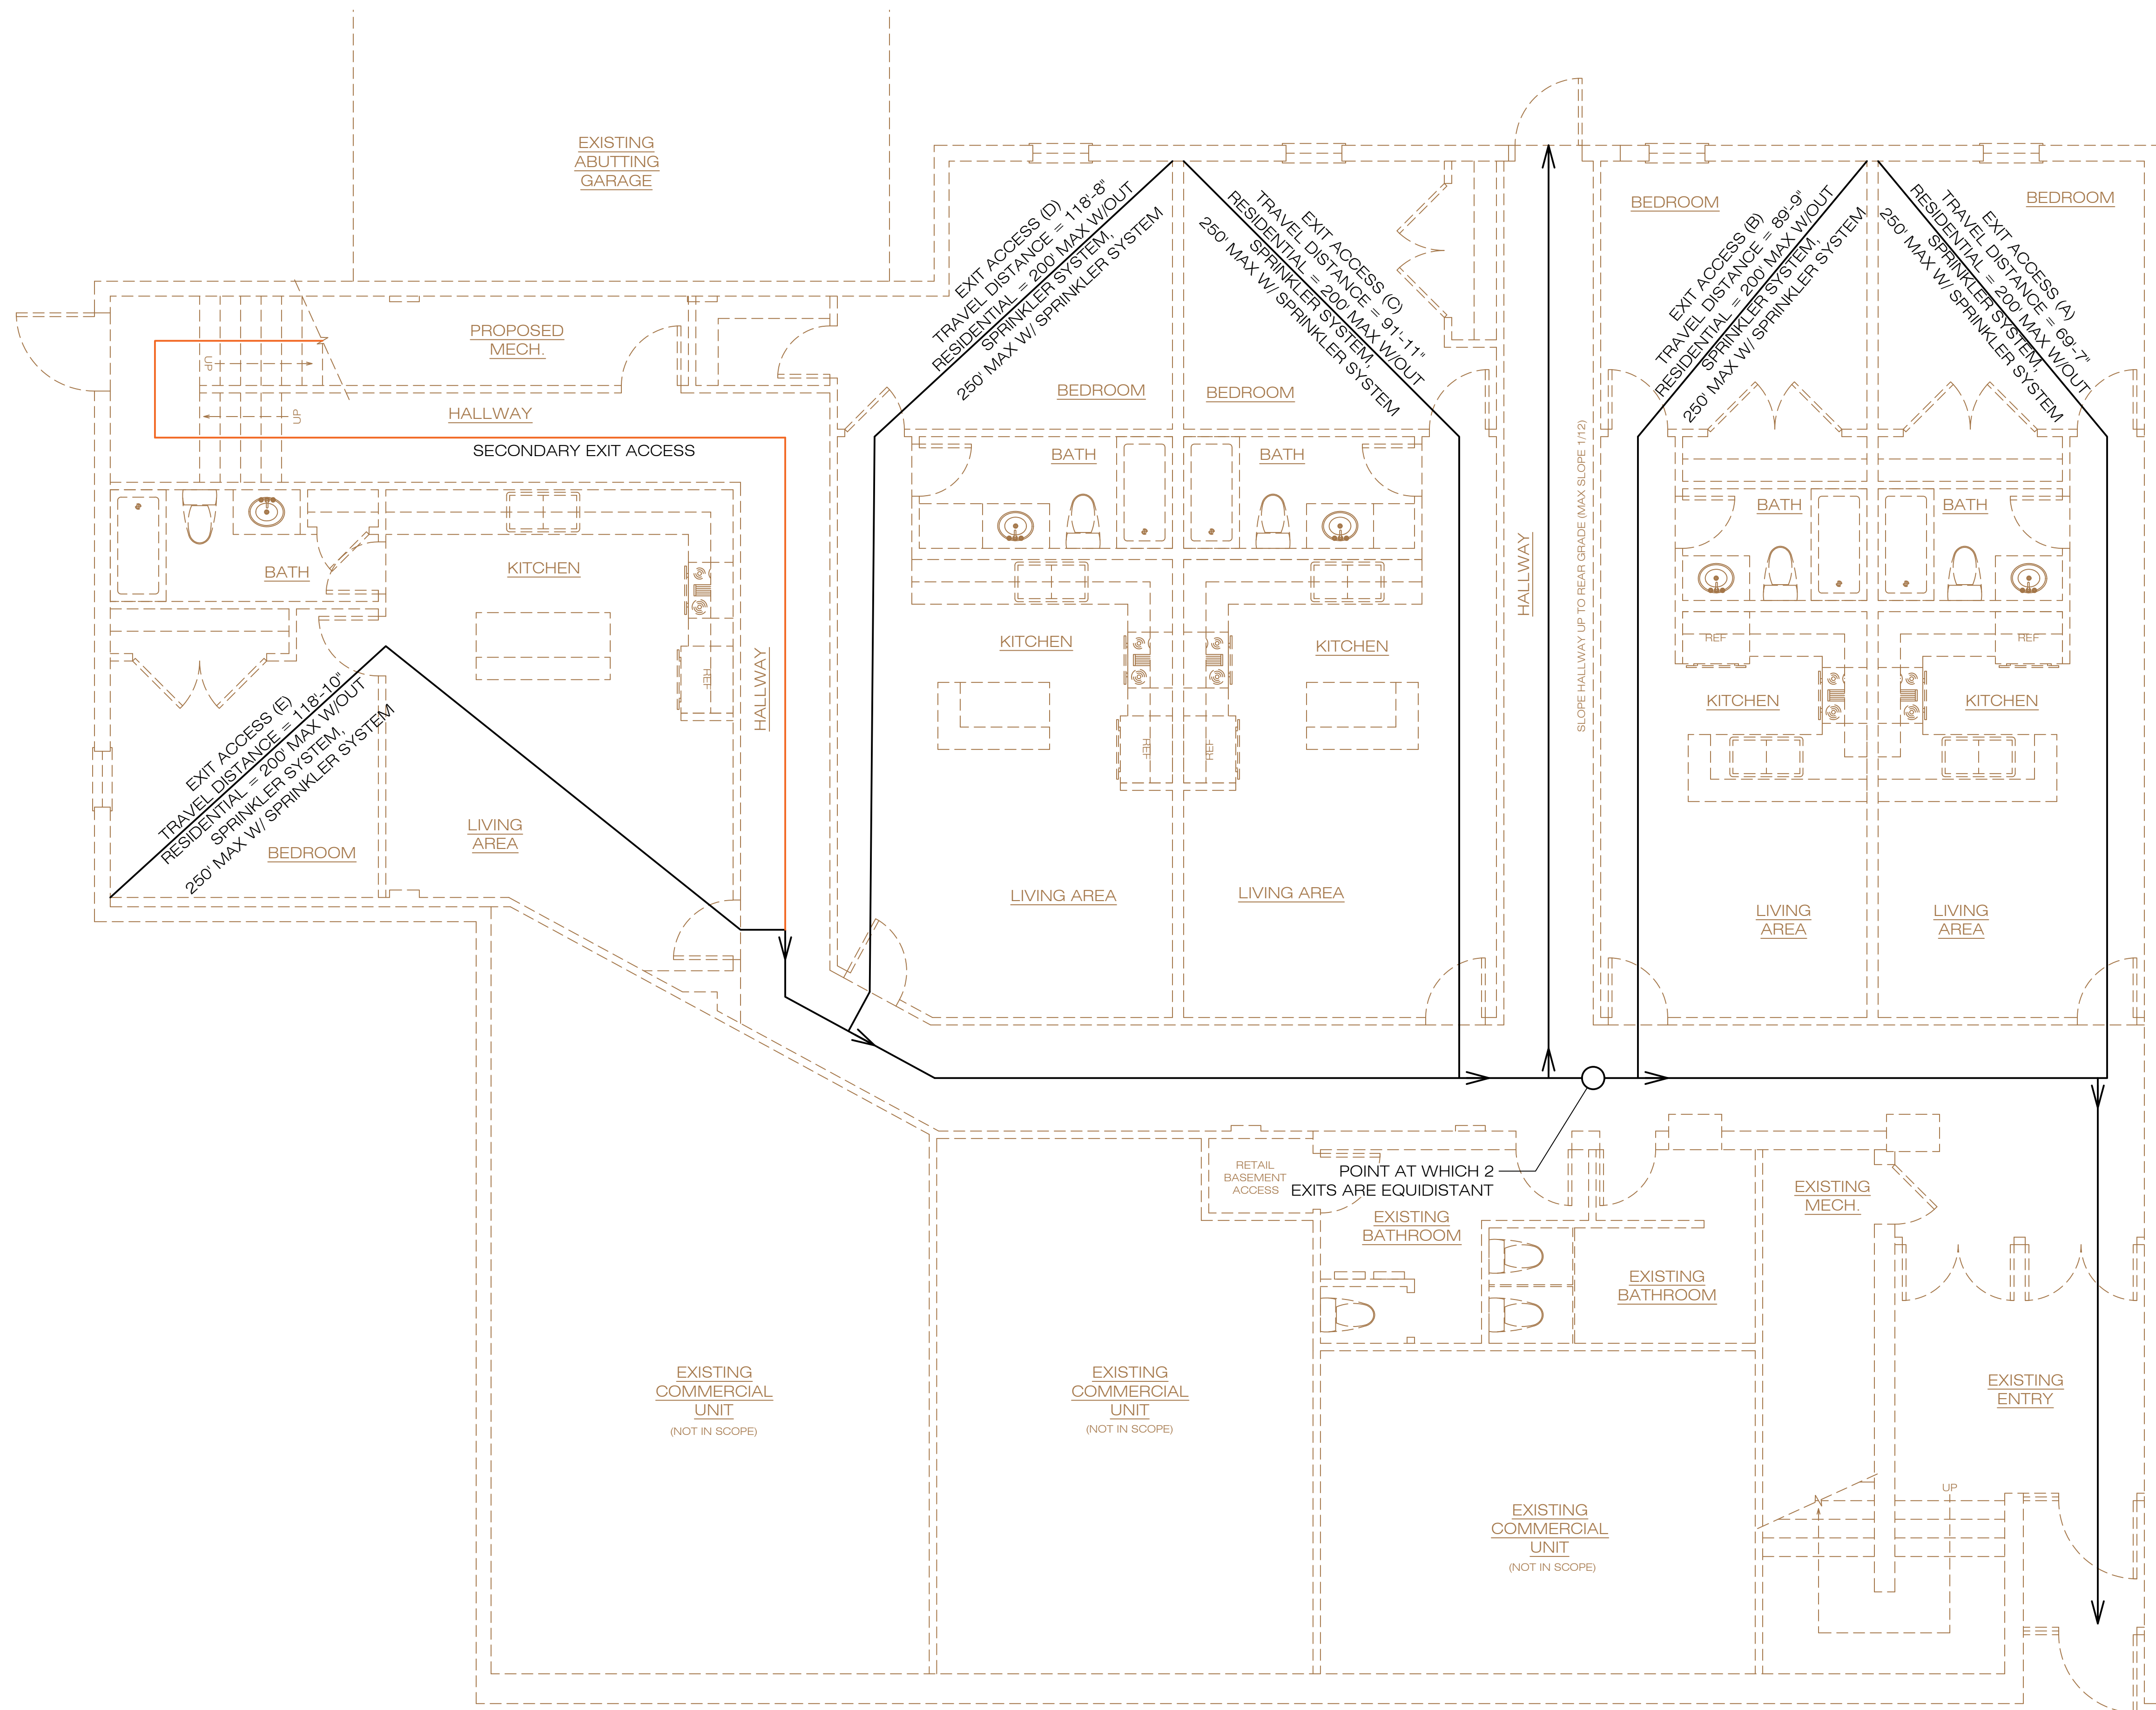 EXISTING
ABUTTING
GARAGE
PROPOSED
MECH.
UP
UP
HALLWAY
SECONDARY EXIT ACCESS
BATH
KITCHEN
REF
HALLWAY
EXIT ACCESS (E)
TRAVEL DISTANCE = 118'-10"
RESIDENTIAL = 200' MAX W/OUT
SPRINKLER SYSTEM,
250' MAX W/ SPRINKLER SYSTEM
BEDROOM
LIVING
AREA
EXIT ACCESS (D)
TRAVEL DISTANCE = 118'-8"
RESIDENTIAL = 200' MAX W/OUT
SPRINKLER SYSTEM,
250' MAX W/ SPRINKLER SYSTEM
BEDROOM
BATH
KITCHEN
REF
LIVING AREA
EXIT ACCESS (C)
TRAVEL DISTANCE = 91'-11"
RESIDENTIAL = 200' MAX W/OUT
SPRINKLER SYSTEM,
250' MAX W/ SPRINKLER SYSTEM
BEDROOM
BATH
KITCHEN
REF
LIVING AREA
HALLWAY
SLOPE HALLWAY UP TO REAR GRADE (MAX SLOPE 1/12)
BEDROOM
EXIT ACCESS (B)
TRAVEL DISTANCE = 89'-9"
RESIDENTIAL = 200' MAX W/OUT
SPRINKLER SYSTEM,
250' MAX W/ SPRINKLER SYSTEM
BATH
REF
KITCHEN
LIVING
AREA
BEDROOM
EXIT ACCESS (A)
TRAVEL DISTANCE = 69'-7"
RESIDENTIAL = 200' MAX W/OUT
SPRINKLER SYSTEM,
250' MAX W/ SPRINKLER SYSTEM
BATH
REF
KITCHEN
LIVING
AREA
RETAIL
BASEMENT
ACCESS
POINT AT WHICH 2
EXITS ARE EQUIDISTANT
EXISTING
BATHROOM
EXISTING
BATHROOM
EXISTING
MECH.
EXISTING
COMMERCIAL
UNIT
(NOT IN SCOPE)
EXISTING
COMMERCIAL
UNIT
(NOT IN SCOPE)
EXISTING
COMMERCIAL
UNIT
(NOT IN SCOPE)
EXISTING
ENTRY
UP